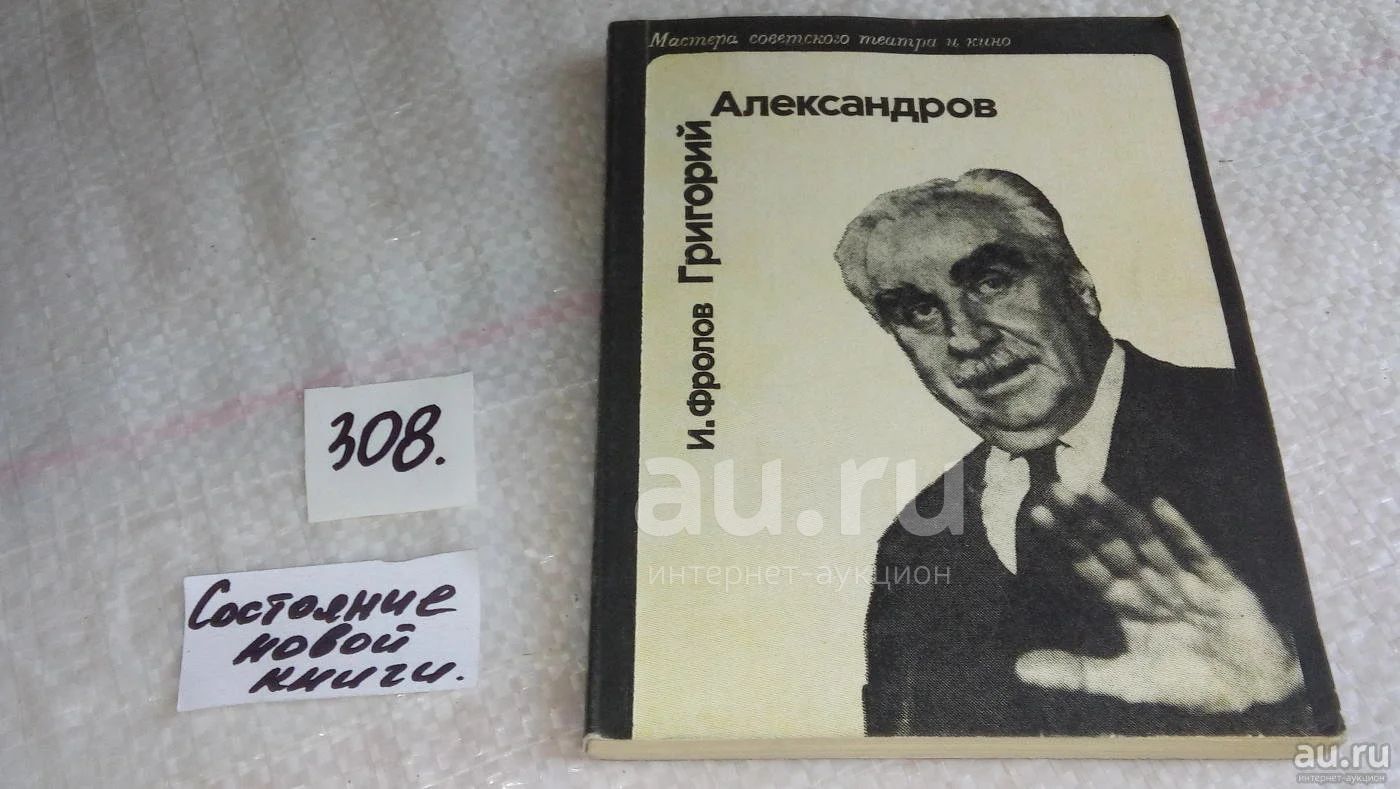 Мастера советского театра и кино
Александров
Григорий
И. Фролов
308.
Состояние
новой
книги.
au.ru
интернет-аукцион
au.ru
интернет-аукцион